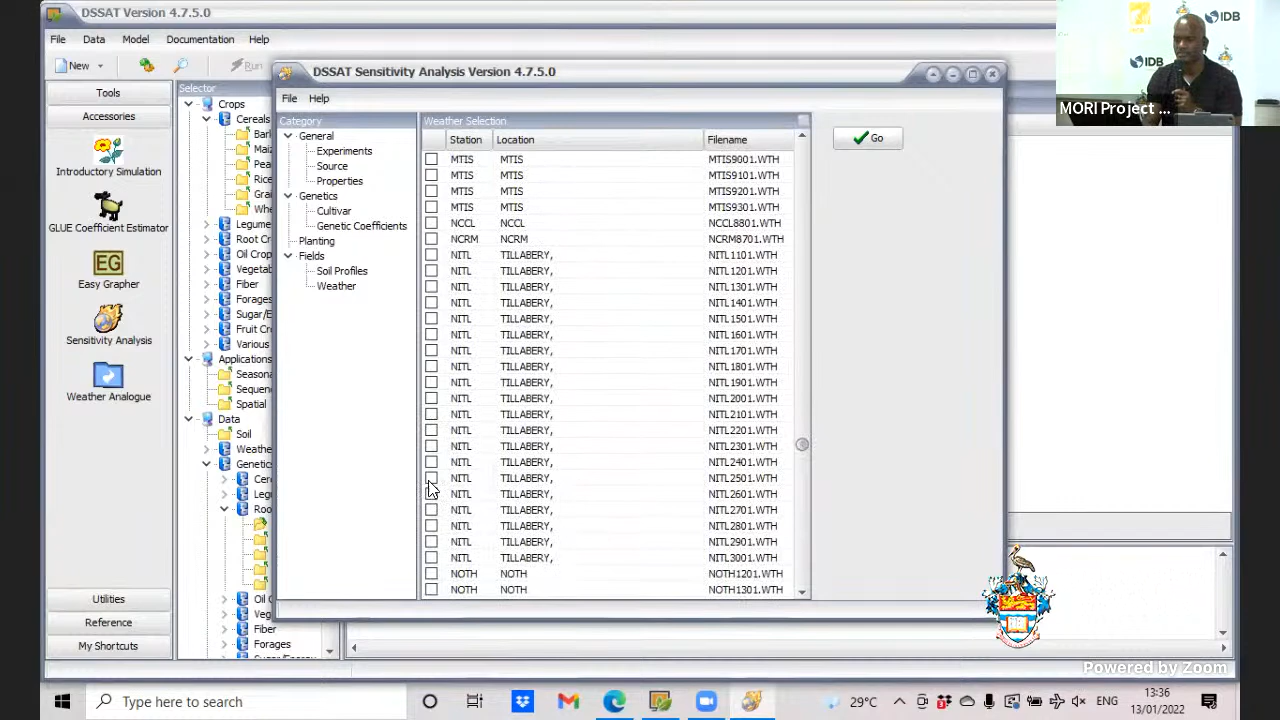 DSSAT Version 4.7.5.0
File Data Model Documentation Help
New Run
Tools
Accessories
Introductory Simulation
GLUE Coefficient Estimator
EG
Easy Grapher
Sensitivity Analysis
Weather Analogue
Utilities
Reference
My Shortcuts
Selector
Crops
Cereals
Bar
Mai
Pea
Rice
Gra
Whe
Legume
Root Cr
Oil Crop
Vegetab
Fiber
Forages
Sugar/E
Fruit Cr
Various
Applications
Seasona
Sequen
Spatial
Data
Soil
Weathe
Genetic
Cer
Leg
Roo
Oil C
Veg
Fiber
Forages
Sugar/Energy
DSSAT Sensitivity Analysis Version 4.7.5.0
File Help
Category
General
Experiments
Source
Properties
Genetics
Cultivar
Genetic Coefficients
Planting
Fields
Soil Profiles
Weather
Weather Selection
Station Location Filename
MTIS MTIS MTIS9001.WTH
MTIS MTIS MTIS9101.WTH
MTIS MTIS MTIS9201.WTH
MTIS MTIS MTIS9301.WTH
NCCL NCCL NCCL8801.WTH
NCRM NCRM NCRM8701.WTH
NITL TILLABERY, NITL1101.WTH
NITL TILLABERY, NITL1201.WTH
NITL TILLABERY, NITL1301.WTH
NITL TILLABERY, NITL1401.WTH
NITL TILLABERY, NITL1501.WTH
NITL TILLABERY, NITL1601.WTH
NITL TILLABERY, NITL1701.WTH
NITL TILLABERY, NITL1801.WTH
NITL TILLABERY, NITL1901.WTH
NITL TILLABERY, NITL2001.WTH
NITL TILLABERY, NITL2101.WTH
NITL TILLABERY, NITL2201.WTH
NITL TILLABERY, NITL2301.WTH
NITL TILLABERY, NITL2401.WTH
NITL TILLABERY, NITL2501.WTH
NITL TILLABERY, NITL2601.WTH
NITL TILLABERY, NITL2701.WTH
NITL TILLABERY, NITL2801.WTH
NITL TILLABERY, NITL2901.WTH
NITL TILLABERY, NITL3001.WTH
NOTH NOTH NOTH1201.WTH
NOTH NOTH NOTH1301.WTH
Go
IDB
IDB
IDB
MORI Project ...
Powered by Zoom
Type here to search
29°C
ENG
13:36
13/01/2022